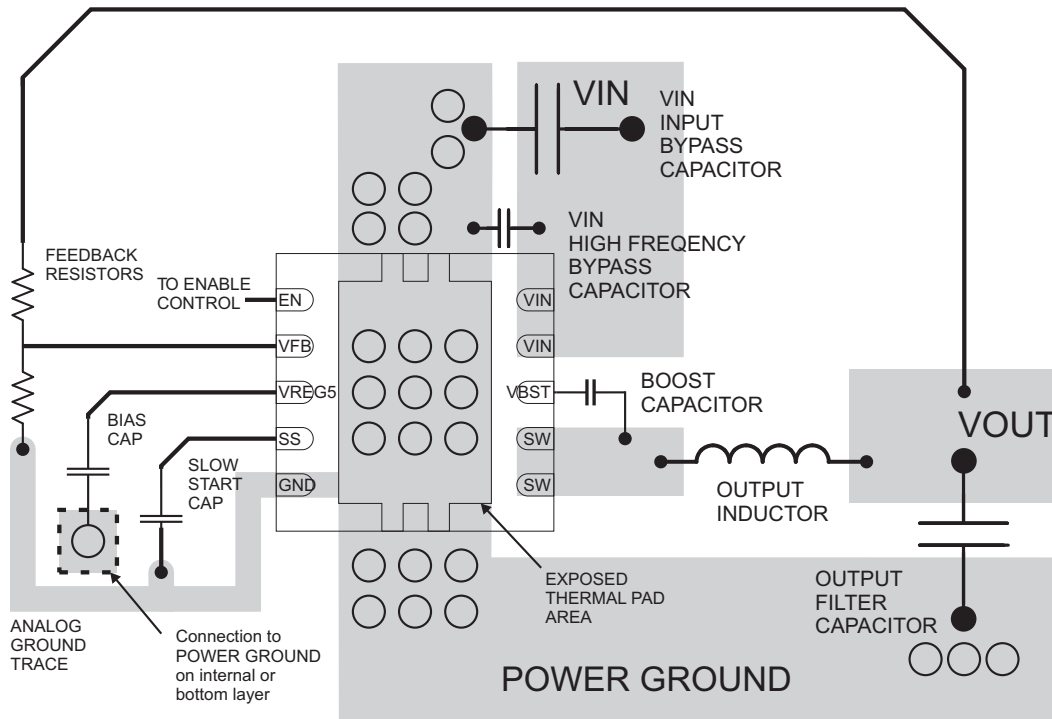 VIN
VIN
INPUT
BYPASS
CAPACITOR
VIN
HIGH FREQENCY
BYPASS
CAPACITOR
FEEDBACK
RESISTORS
TO ENABLE
CONTROL
EN
VFB
VREG5
SS
GND
VIN
VIN
VBST
SW
SW
BOOST
CAPACITOR
VOUT
BIAS
CAP
SLOW
START
CAP
OUTPUT
INDUCTOR
EXPOSED
THERMAL PAD
AREA
OUTPUT
FILTER
CAPACITOR
ANALOG
GROUND
TRACE
Connection to
POWER GROUND
on internal or
bottom layer
POWER GROUND